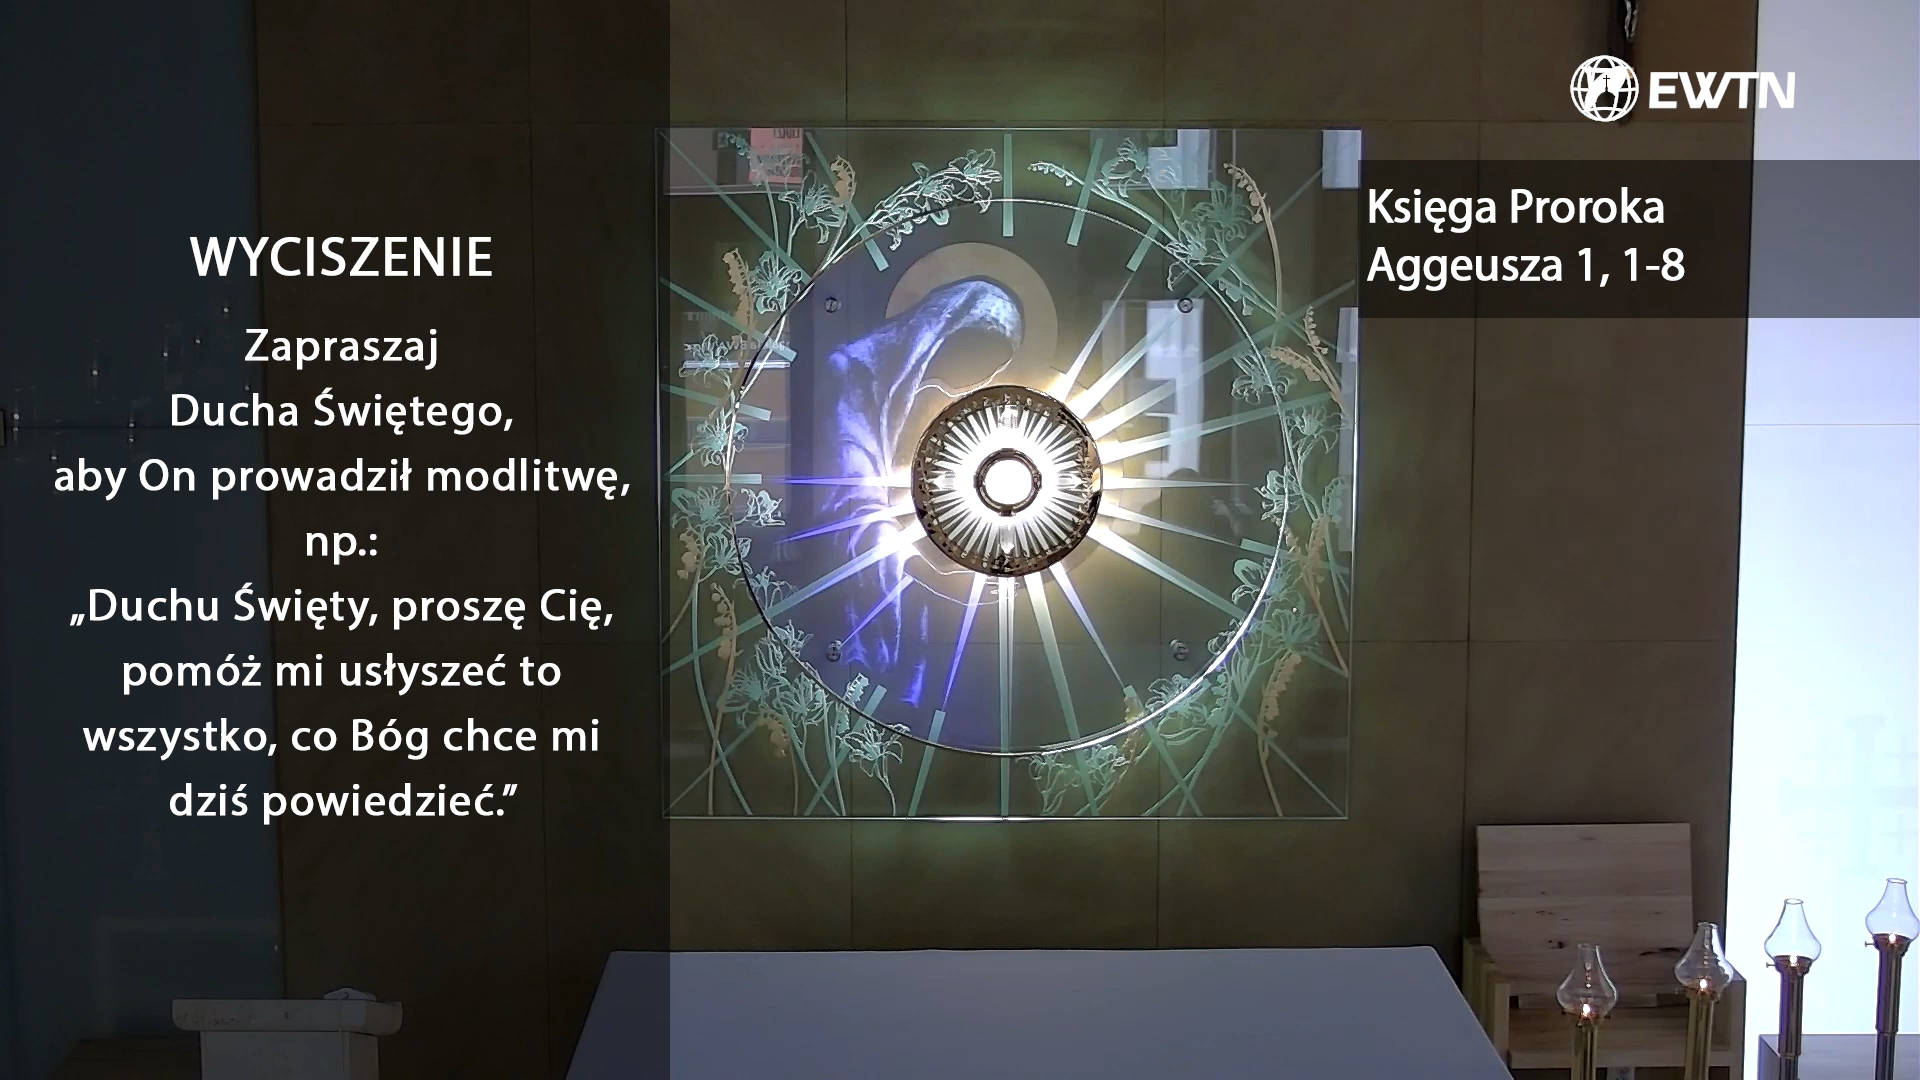 WYCISZENIE
Zapraszaj
Ducha Świętego,
aby On prowadził modlitwę,
np.:
„Duchu Święty, proszę Cię,
pomóż mi usłyszeć to
wszystko, co Bóg chce mi
dziś powiedzieć.”
EWTN
Księga Proroka
Aggeusza 1, 1-8